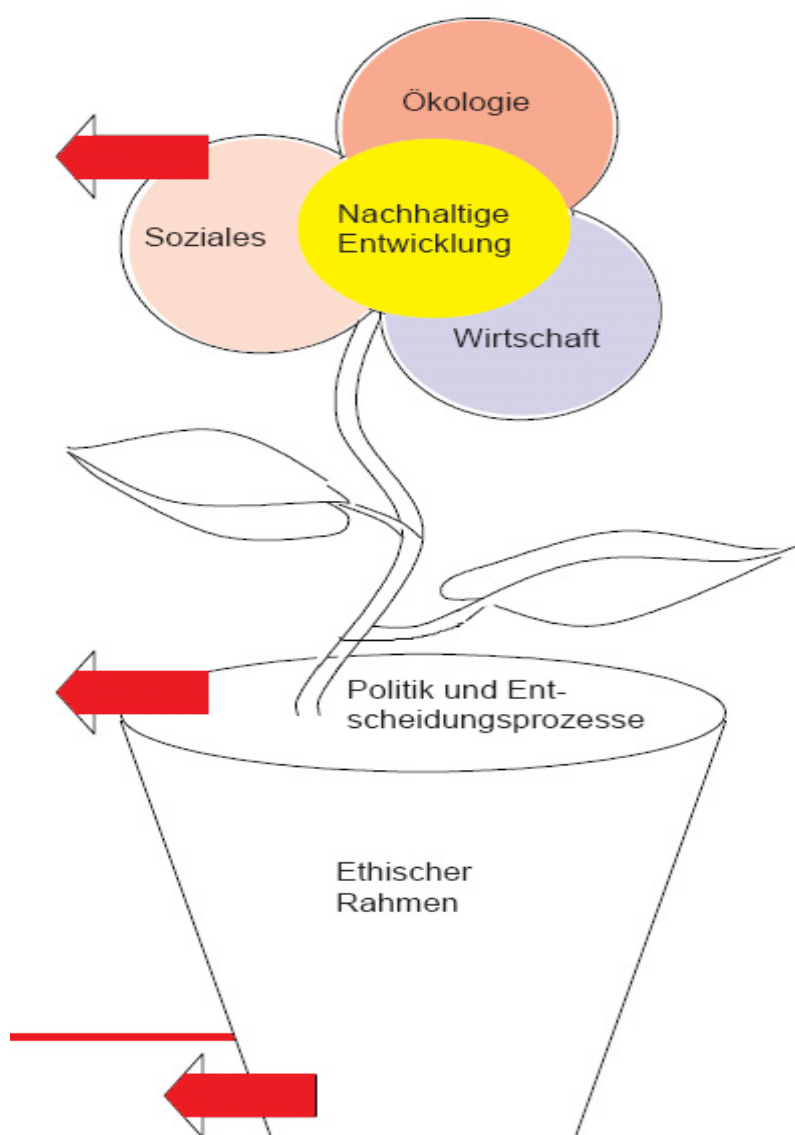 Ökologie
Soziales
Nachhaltige
Entwicklung
Wirtschaft
Politik und Ent-
scheidungsprozesse
Ethischer
Rahmen